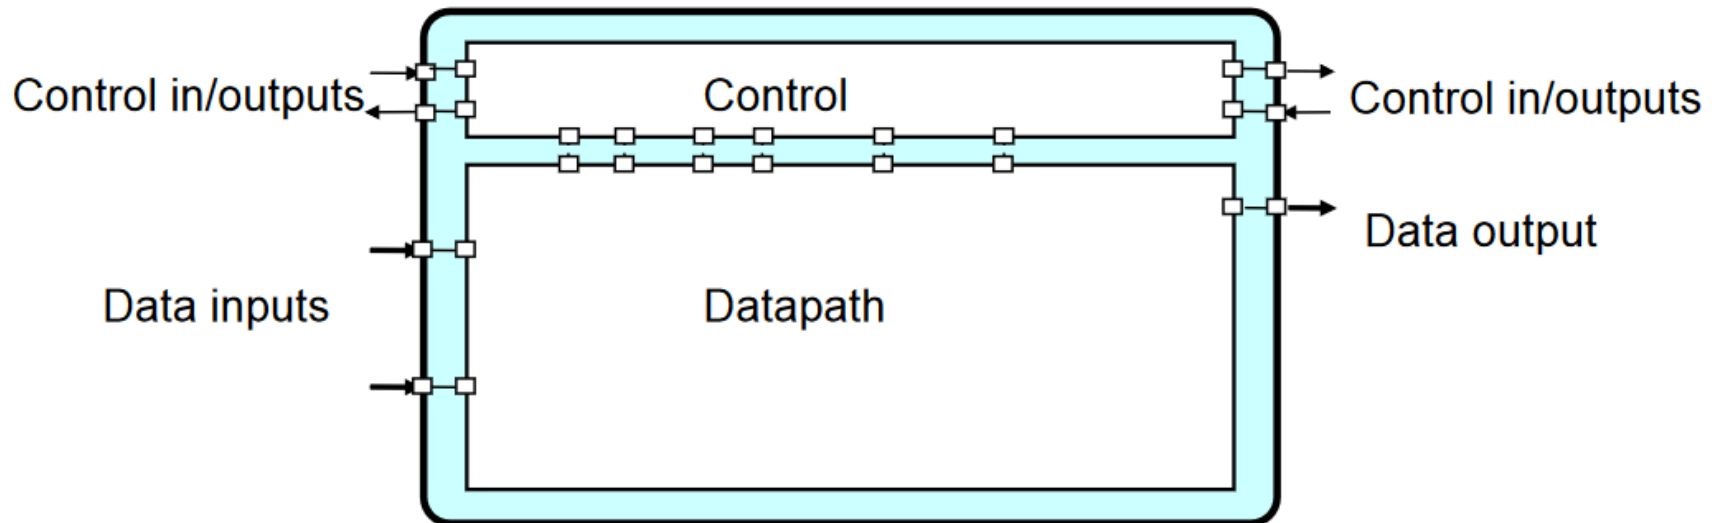 Control in/outputs
Control
Control in/outputs
Data output
Data inputs
Datapath